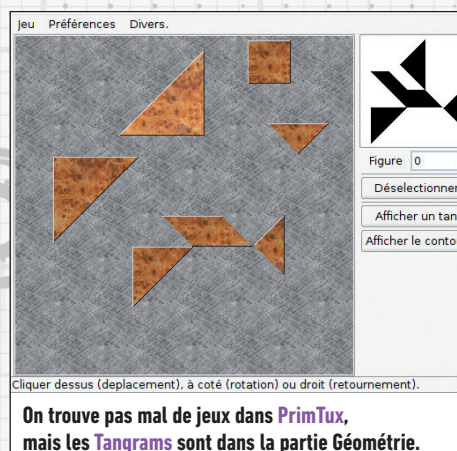 Jeu Préférences Divers.
Figure 0
Déselectionner
Afficher un tan
Afficher le conto
Cliquer dessus (deplacement), à coté (rotation) ou droit (retournement).
On trouve pas mal de jeux dans PrimTux,
mais les Tangrams sont dans la partie Géométrie.